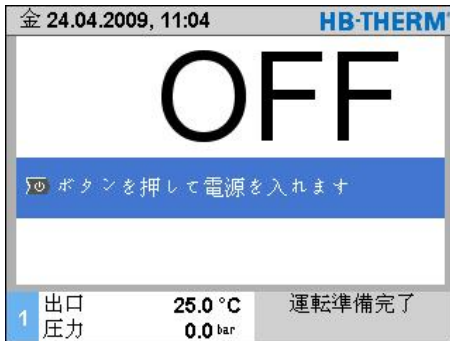 金 24.04.2009, 11:04 HB-THERM®
OFF
ボタンを押して電源を入れます
1 出口 25.0 °C 運転準備完了
圧力 0.0 bar